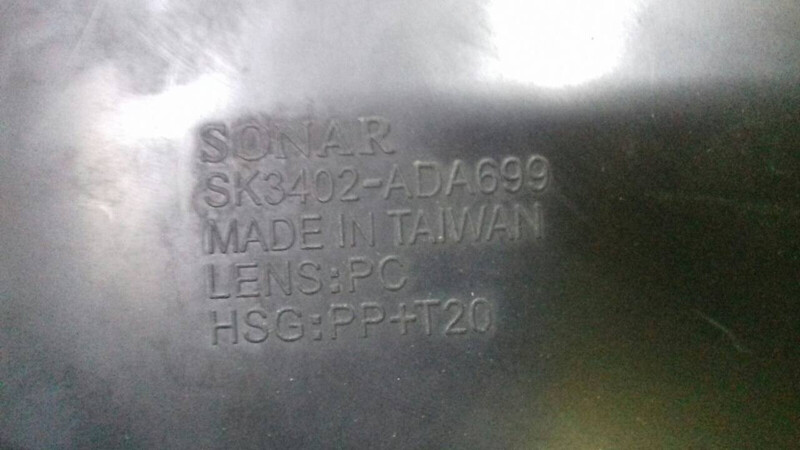 SONAR
SK3402-ADA699
MADE IN TAIWAN
LENS:PC
HSG:PP+T20